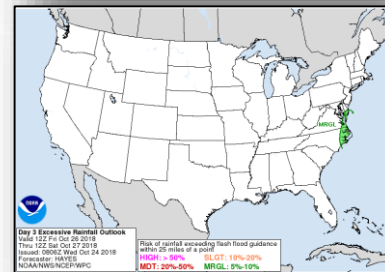 MRGL
NOAA
Day 3 Excessive Rainfall Outlook
Valid 12Z Fri Oct 26 2018
Thru 12Z Sat Oct 27 2018
Issued: 0806Z Wed Oct 24 2018
Forecaster: HAYES
NOAA/NWS/NCEP/WPC
Risk of rainfall exceeding flash flood guidance
within 25 miles of a point
HIGH: > 50% SLGT: 10%-20%
MDT: 20%-50% MRGL: 5%-10%